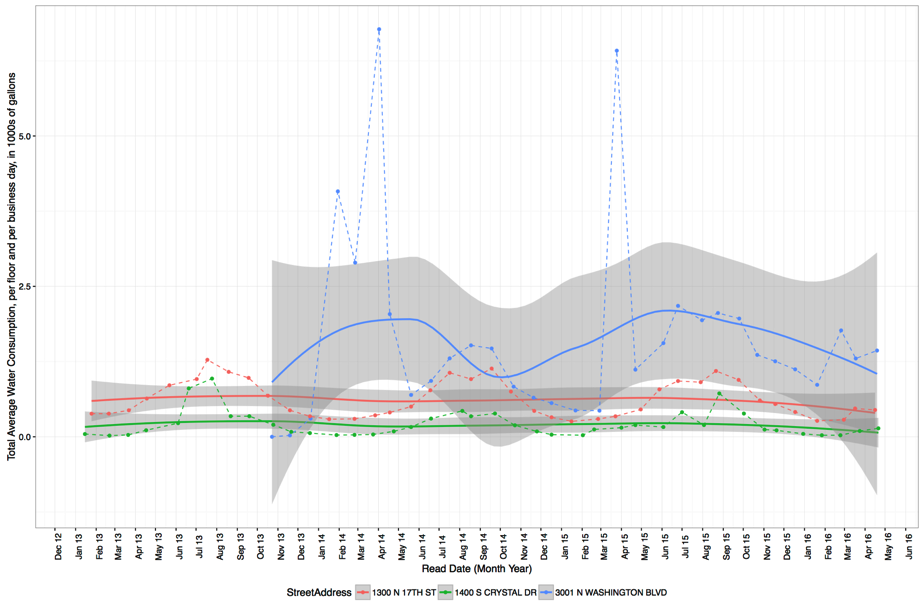 Total Average Water Consumption, per floor and per business day, in 1000s of gallons
5.0
2.5
0.0
Dec 12
Jan 13
Feb 13
Mar 13
Apr 13
May 13
Jun 13
Jul 13
Aug 13
Sep 13
Oct 13
Nov 13
Dec 13
Jan 14
Feb 14
Mar 14
Apr 14
May 14
Jun 14
Jul 14
Aug 14
Sep 14
Oct 14
Nov 14
Dec 14
Jan 15
Feb 15
Mar 15
Apr 15
May 15
Jun 15
Jul 15
Aug 15
Sep 15
Oct 15
Nov 15
Dec 15
Jan 16
Feb 16
Mar 16
Apr 16
May 16
Jun 16
Read Date (Month Year)
StreetAddress 1300 N 17TH ST 1400 S CRYSTAL DR 3001 N WASHINGTON BLVD